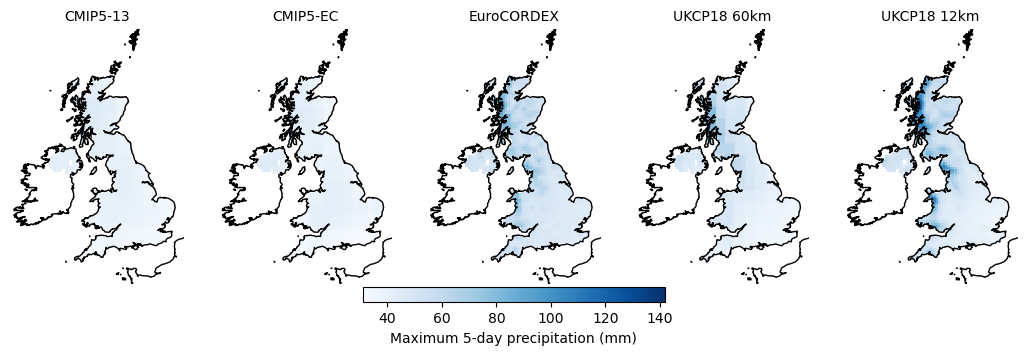 CMIP5-13 CMIP5-EC EuroCORDEX UKCP18 60km UKCP18 12km
40 60 80 100 120 140
Maximum 5-day precipitation (mm)